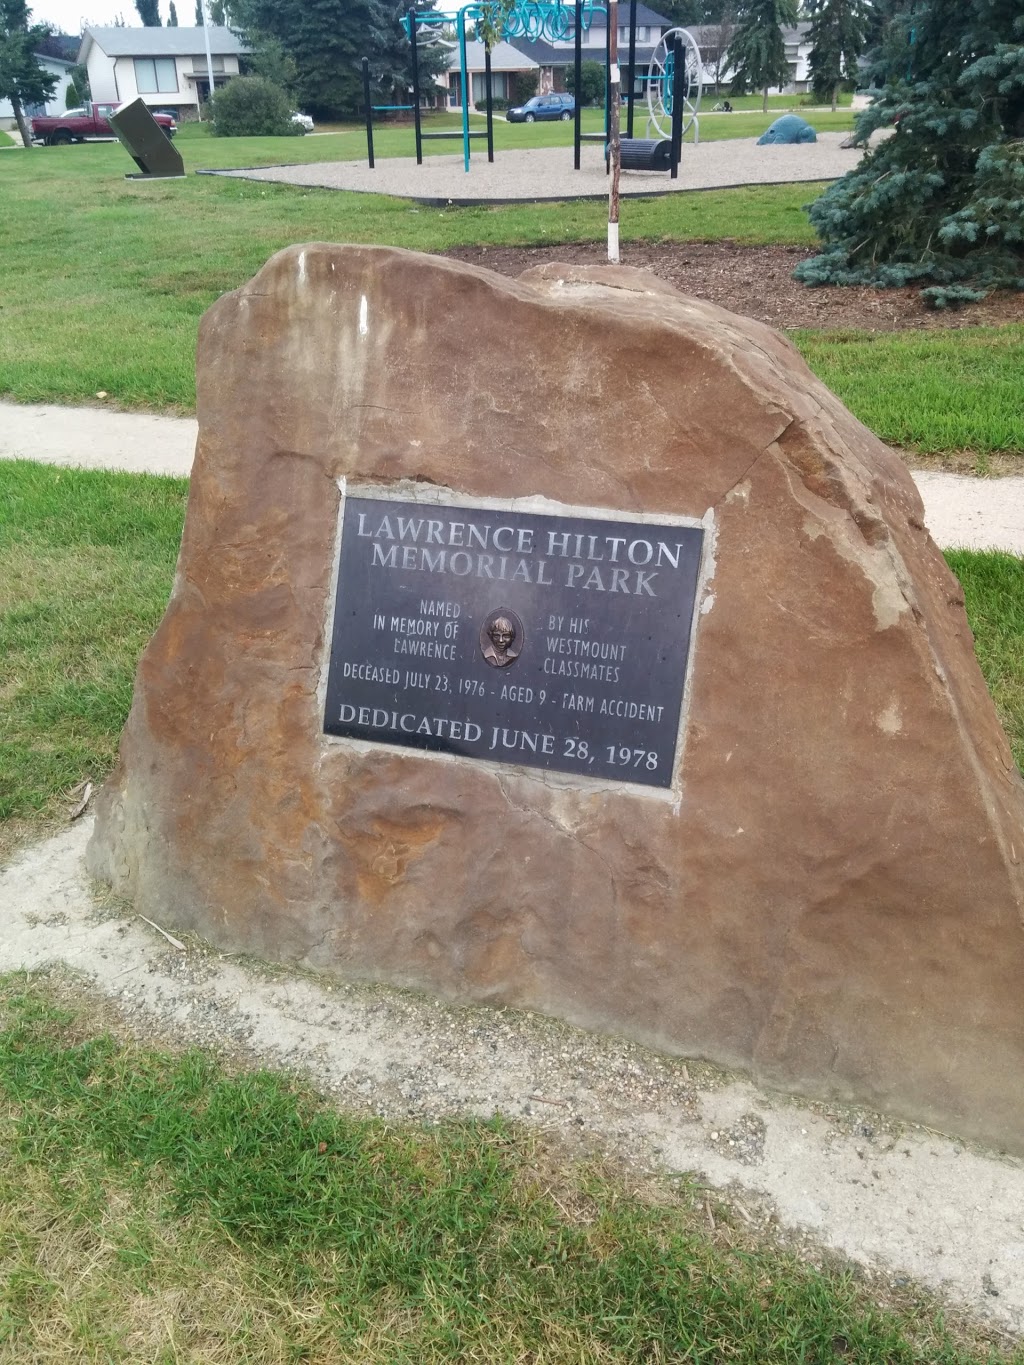 LAWRENCE HILTON
MEMORIAL PARK
NAMED
IN MEMORY OF
LAWRENCE
BY HIS
WESTMOUNT
CLASSMATES
DECEASED JULY 23, 1976 - AGED 9 - FARM ACCIDENT
DEDICATED JUNE 28, 1978